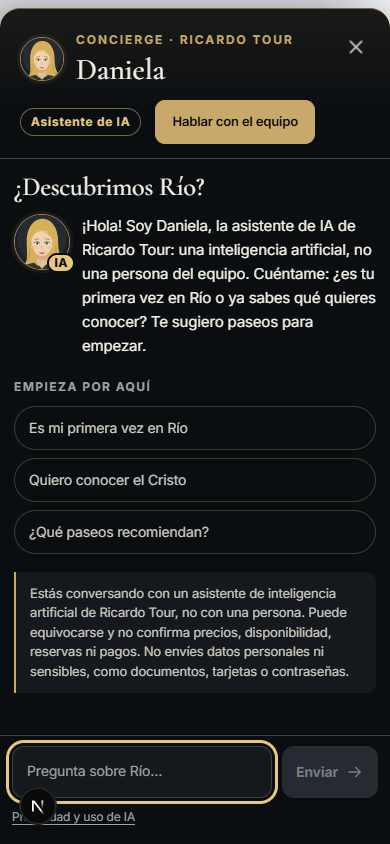 CONCIERGE · RICARDO TOUR
Daniela
Asistente de IA
Hablar con el equipo
¿Descubrimos Río?
IA
¡Hola! Soy Daniela, la asistente de IA de
Ricardo Tour: una inteligencia artificial, no
una persona del equipo. Cuéntame: ¿es tu
primera vez en Río o ya sabes qué quieres
conocer? Te sugiero paseos para
empezar.
EMPIEZA POR AQUÍ
Es mi primera vez en Río
Quiero conocer el Cristo
¿Qué paseos recomiendan?
Estás conversando con un asistente de inteligencia
artificial de Ricardo Tour, no con una persona. Puede
equivocarse y no confirma precios, disponibilidad,
reservas ni pagos. No envíes datos personales ni
sensibles, como documentos, tarjetas o contraseñas.
Pregunta sobre Río...
Enviar →
N
y uso de IA